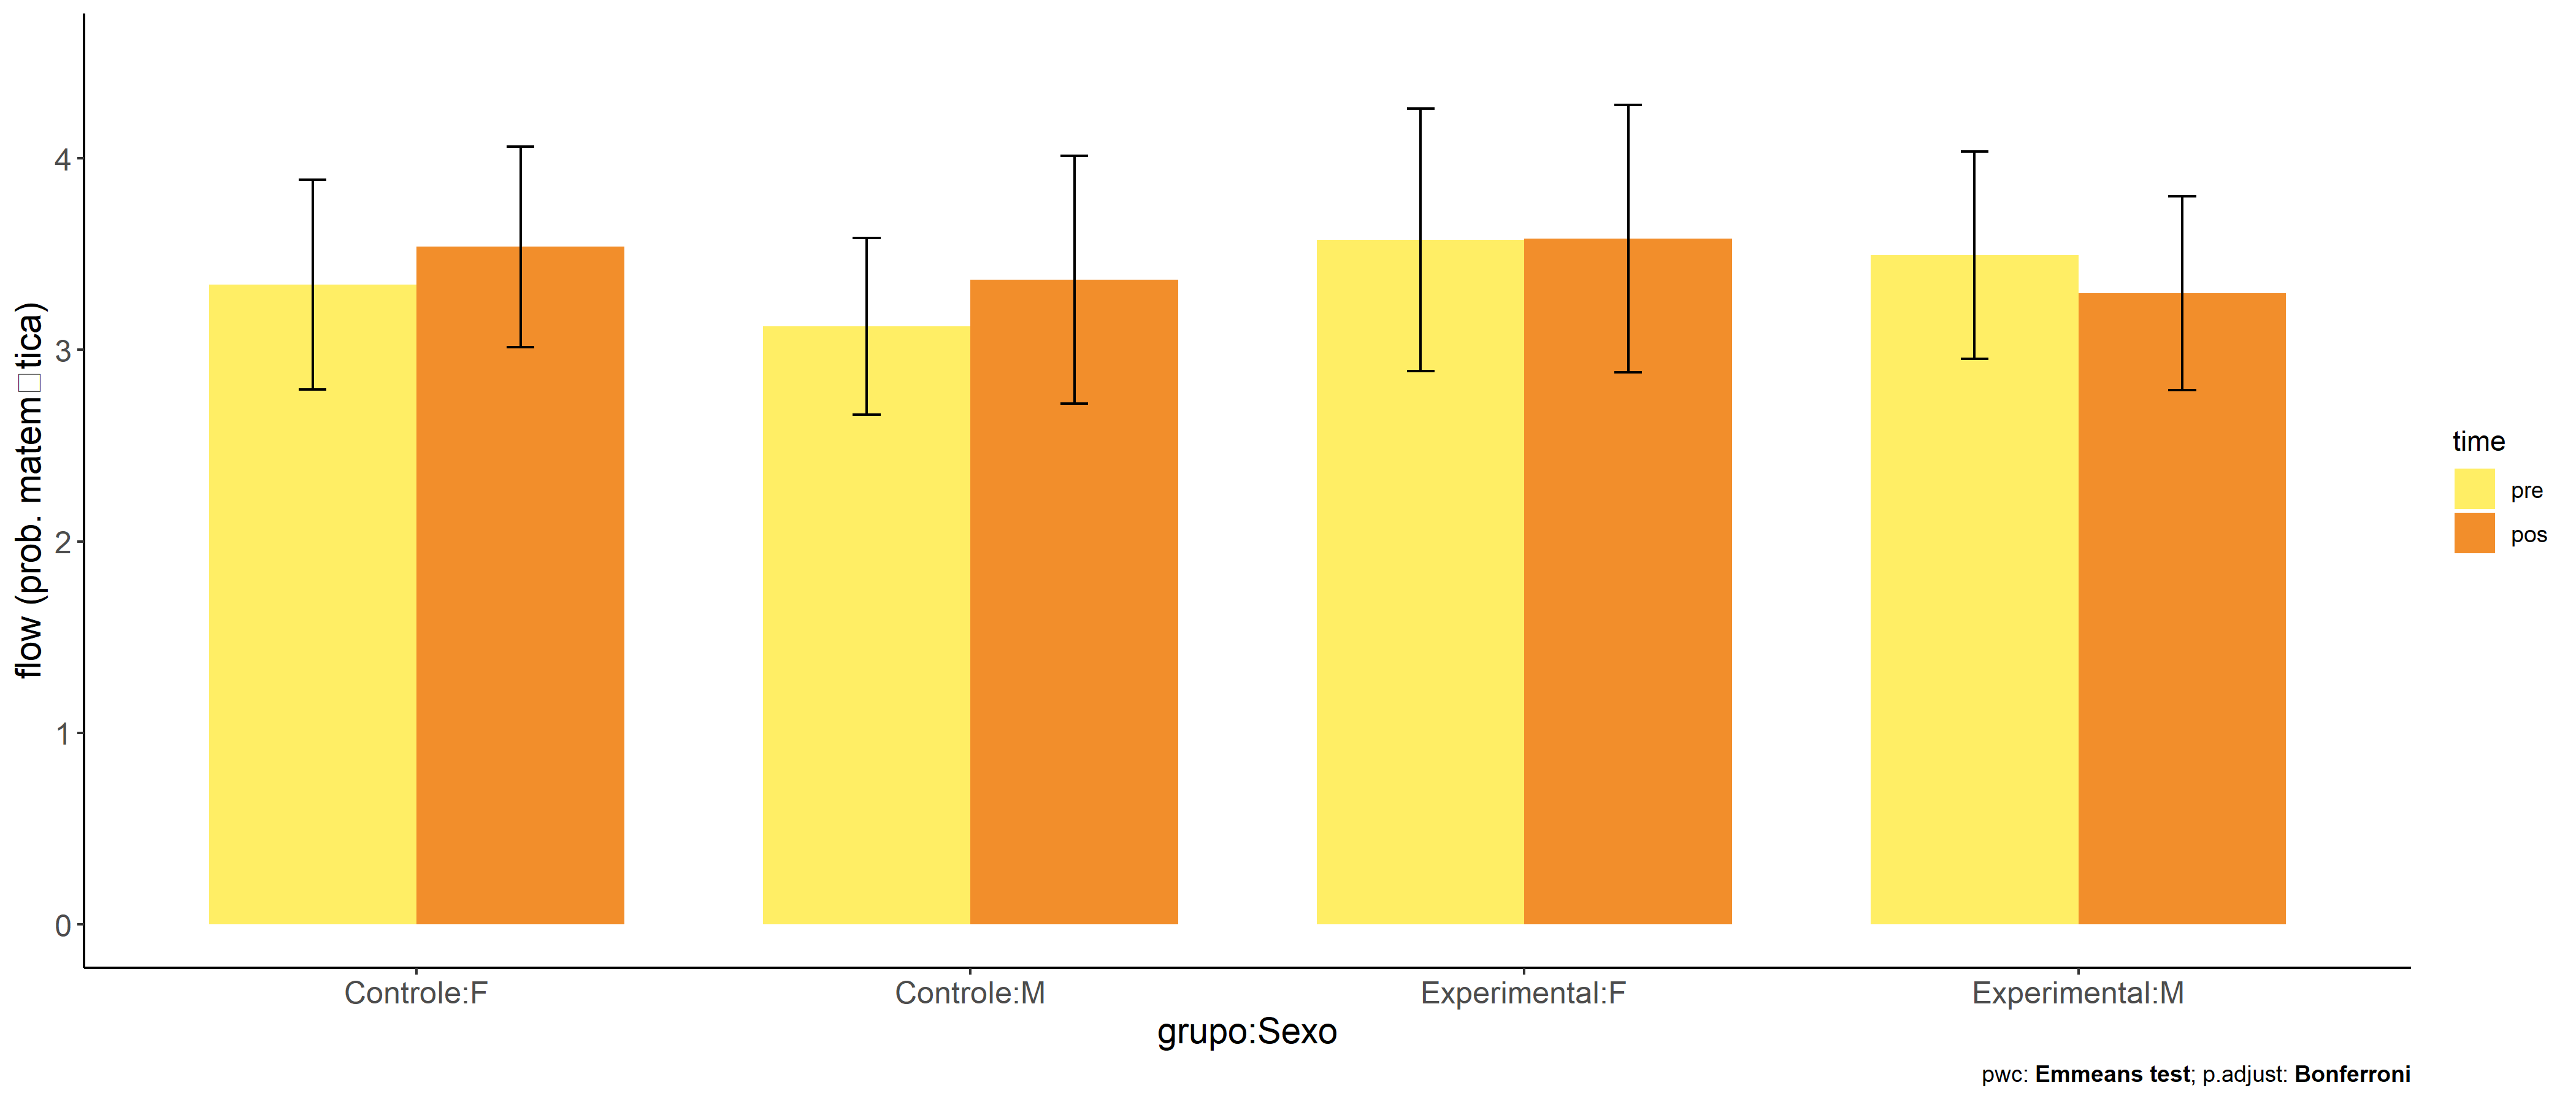 flow (prob. matem□tica)
4
3
2
1
0
Controle:F
Controle:M
Experimental:F
Experimental:M
grupo:Sexo
time
pre
pos
pwc: Emmeans test; p.adjust: Bonferroni